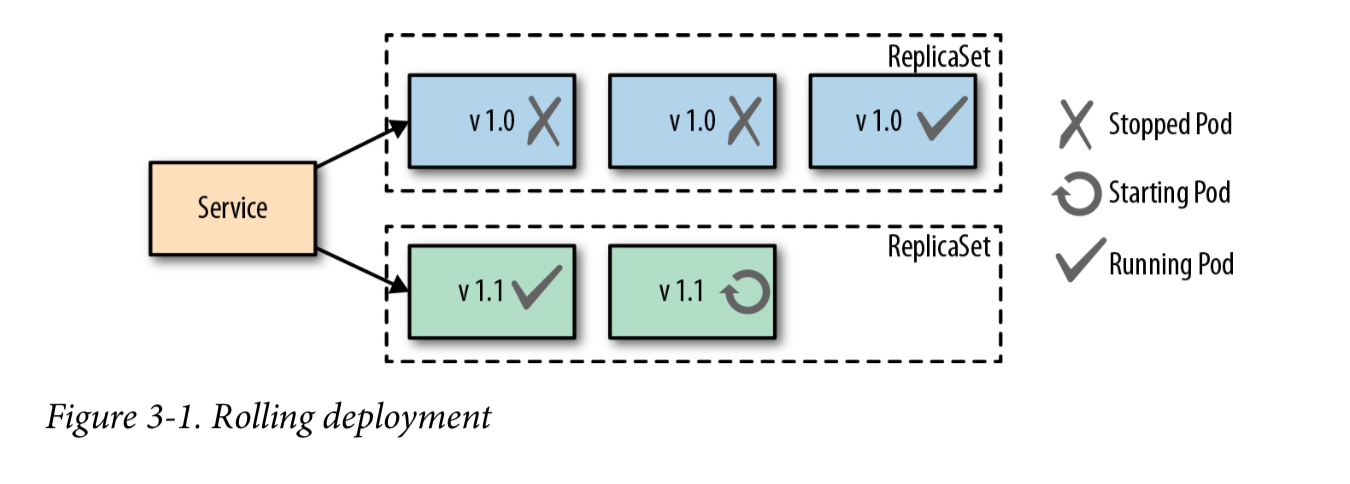 ReplicaSet
v 1.0
v 1.0
v 1.0
Stopped Pod
Service
Starting Pod
ReplicaSet
Running Pod
v 1.1
v 1.1
Figure 3-1. Rolling deployment